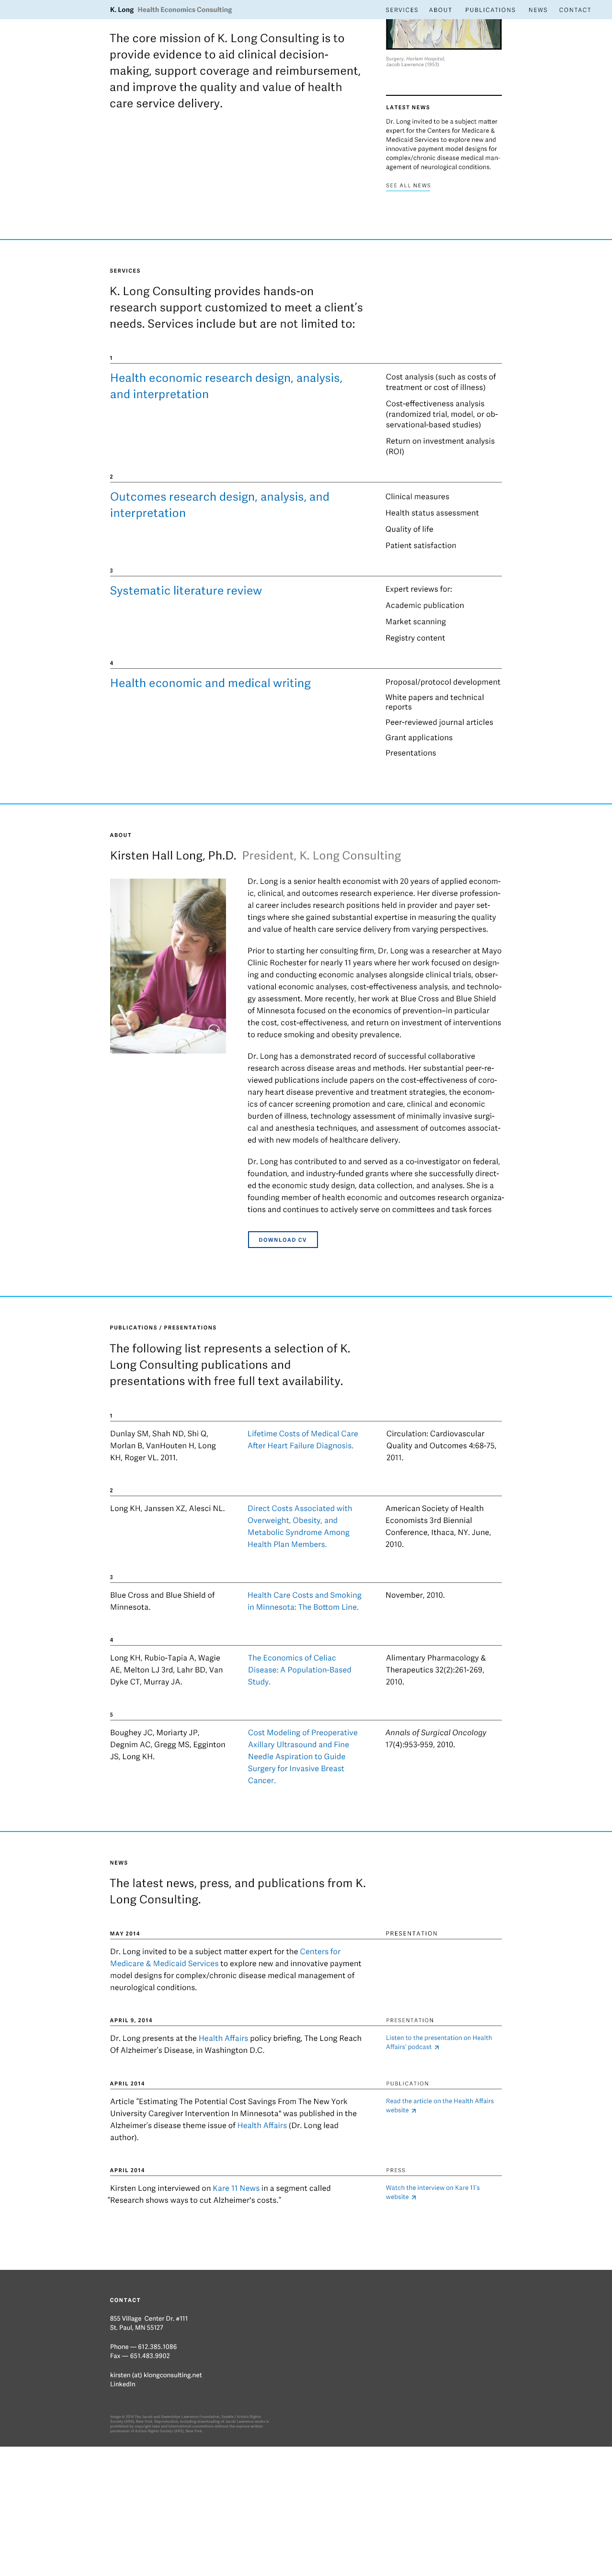 K. Long Health Economics Consulting
SERVICES ABOUT PUBLICATIONS NEWS CONTACT
The core mission of K. Long Consulting is to
provide evidence to aid clinical decision-
making, support coverage and reimbursement,
and improve the quality and value of health
care service delivery.
Surgery, Harlem Hospital,
Jacob Lawrence (1953)
LATEST NEWS
Dr. Long invited to be a subject matter
expert for the Centers for Medicare &
Medicaid Services to explore new and
innovative payment model designs for
complex/chronic disease medical man-
agement of neurological conditions.
SEE ALL NEWS
SERVICES
K. Long Consulting provides hands-on
research support customized to meet a client's
needs. Services include but are not limited to:
1
Health economic research design, analysis,
and interpretation
Cost analysis (such as costs of
treatment or cost of illness)
Cost-effectiveness analysis
(randomized trial, model, or ob-
servational-based studies)
Return on investment analysis
(ROI)
2
Outcomes research design, analysis, and
interpretation
Clinical measures
Health status assessment
Quality of life
Patient satisfaction
3
Systematic literature review
Expert reviews for:
Academic publication
Market scanning
Registry content
4
Health economic and medical writing
Proposal/protocol development
White papers and technical
reports
Peer-reviewed journal articles
Grant applications
Presentations
ABOUT
Kirsten Hall Long, Ph.D. President, K. Long Consulting
Dr. Long is a senior health economist with 20 years of applied econom-
ic, clinical, and outcomes research experience. Her diverse profession-
al career includes research positions held in provider and payer set-
tings where she gained substantial expertise in measuring the quality
and value of health care service delivery from varying perspectives.
Prior to starting her consulting firm, Dr. Long was a researcher at Mayo
Clinic Rochester for nearly 11 years where her work focused on design-
ing and conducting economic analyses alongside clinical trials, obser-
vational economic analyses, cost-effectiveness analysis, and technolo-
gy assessment. More recently, her work at Blue Cross and Blue Shield
of Minnesota focused on the economics of prevention–in particular
the cost, cost-effectiveness, and return on investment of interventions
to reduce smoking and obesity prevalence.
Dr. Long has a demonstrated record of successful collaborative
research across disease areas and methods. Her substantial peer-re-
viewed publications include papers on the cost-effectiveness of coro-
nary heart disease preventive and treatment strategies, the econom-
ics of cancer screening promotion and care, clinical and economic
burden of illness, technology assessment of minimally invasive surgi-
cal and anesthesia techniques, and assessment of outcomes associat-
ed with new models of healthcare delivery.
Dr. Long has contributed to and served as a co-investigator on federal,
foundation, and industry-funded grants where she successfully direct-
ed the economic study design, data collection, and analyses. She is a
founding member of health economic and outcomes research organiza-
tions and continues to actively serve on committees and task forces
DOWNLOAD CV
PUBLICATIONS / PRESENTATIONS
The following list represents a selection of K.
Long Consulting publications and
presentations with free full text availability.
1
Dunlay SM, Shah ND, Shi Q,
Morlan B, VanHouten H, Long
KH, Roger VL. 2011.
Lifetime Costs of Medical Care
After Heart Failure Diagnosis.
Circulation: Cardiovascular
Quality and Outcomes 4:68-75,
2011.
2
Long KH, Janssen XZ, Alesci NL.
Direct Costs Associated with
Overweight, Obesity, and
Metabolic Syndrome Among
Health Plan Members.
American Society of Health
Economists 3rd Biennial
Conference, Ithaca, NY. June,
2010.
3
Blue Cross and Blue Shield of
Minnesota.
Health Care Costs and Smoking
in Minnesota: The Bottom Line.
November, 2010.
4
Long KH, Rubio-Tapia A, Wagie
AE, Melton LJ 3rd, Lahr BD, Van
Dyke CT, Murray JA.
The Economics of Celiac
Disease: A Population-Based
Study.
Alimentary Pharmacology &
Therapeutics 32(2):261-269,
2010.
5
Boughey JC, Moriarty JP,
Degnim AC, Gregg MS, Egginton
JS, Long KH.
Cost Modeling of Preoperative
Axillary Ultrasound and Fine
Needle Aspiration to Guide
Surgery for Invasive Breast
Cancer.
Annals of Surgical Oncology
17(4):953-959, 2010.
NEWS
The latest news, press, and publications from K.
Long Consulting.
MAY 2014 PRESENTATION
Dr. Long invited to be a subject matter expert for the Centers for
Medicare & Medicaid Services to explore new and innovative payment
model designs for complex/chronic disease medical management of
neurological conditions.
APRIL 9, 2014 PRESENTATION
Dr. Long presents at the Health Affairs policy briefing, The Long Reach
Of Alzheimer's Disease, in Washington D.C.
Listen to the presentation on Health
Affairs' podcast
APRIL 2014 PUBLICATION
Article "Estimating The Potential Cost Savings From The New York
University Caregiver Intervention In Minnesota" was published in the
Alzheimer's disease theme issue of Health Affairs (Dr. Long lead
author).
Read the article on the Health Affairs
website
APRIL 2014 PRESS
Kirsten Long interviewed on Kare 11 News in a segment called
"Research shows ways to cut Alzheimer's costs."
Watch the interview on Kare 11's
website
CONTACT
855 Village Center Dr. #111
St. Paul, MN 55127
Phone — 612.385.1086
Fax — 651.483.9902
kirsten (at) klongconsulting.net
LinkedIn